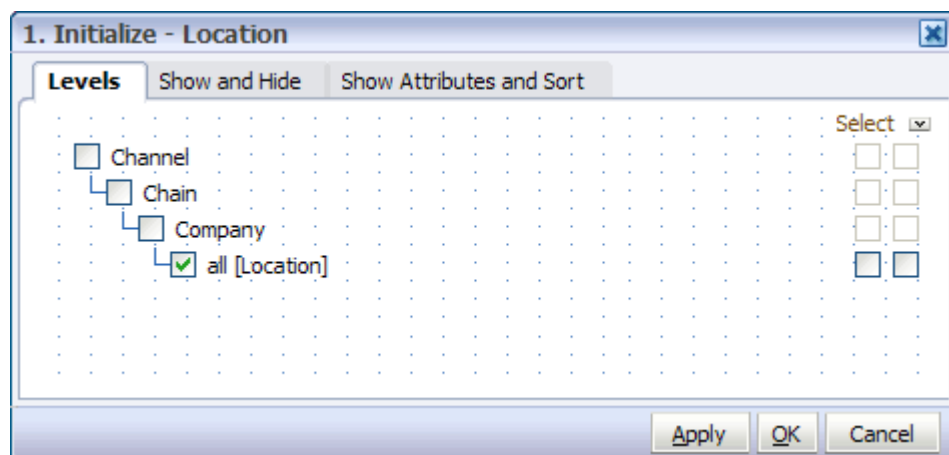 1. Initialize - Location
Levels Show and Hide Show Attributes and Sort
Select
Channel
Chain
Company
all [Location]
Apply OK Cancel